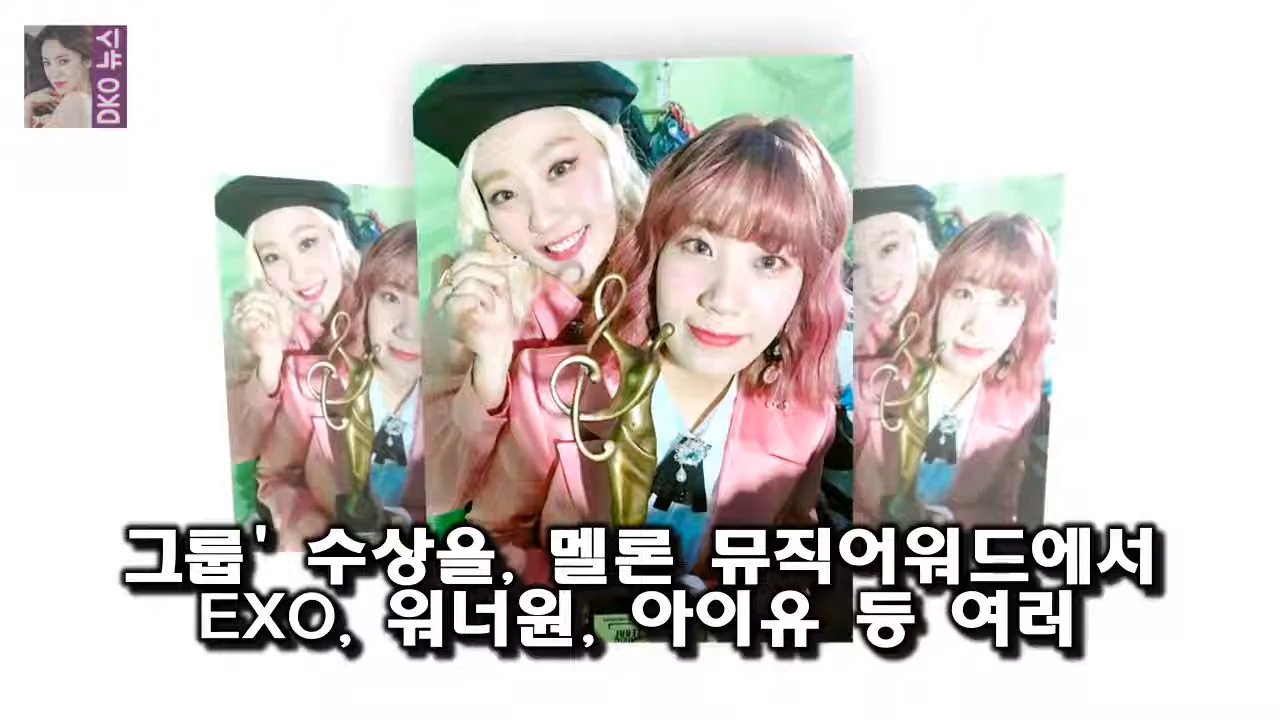 DKO 뉴스
그룹' 수상을, 멜론 뮤직어워드에서
EXO, 워너원, 아이유 등 여러